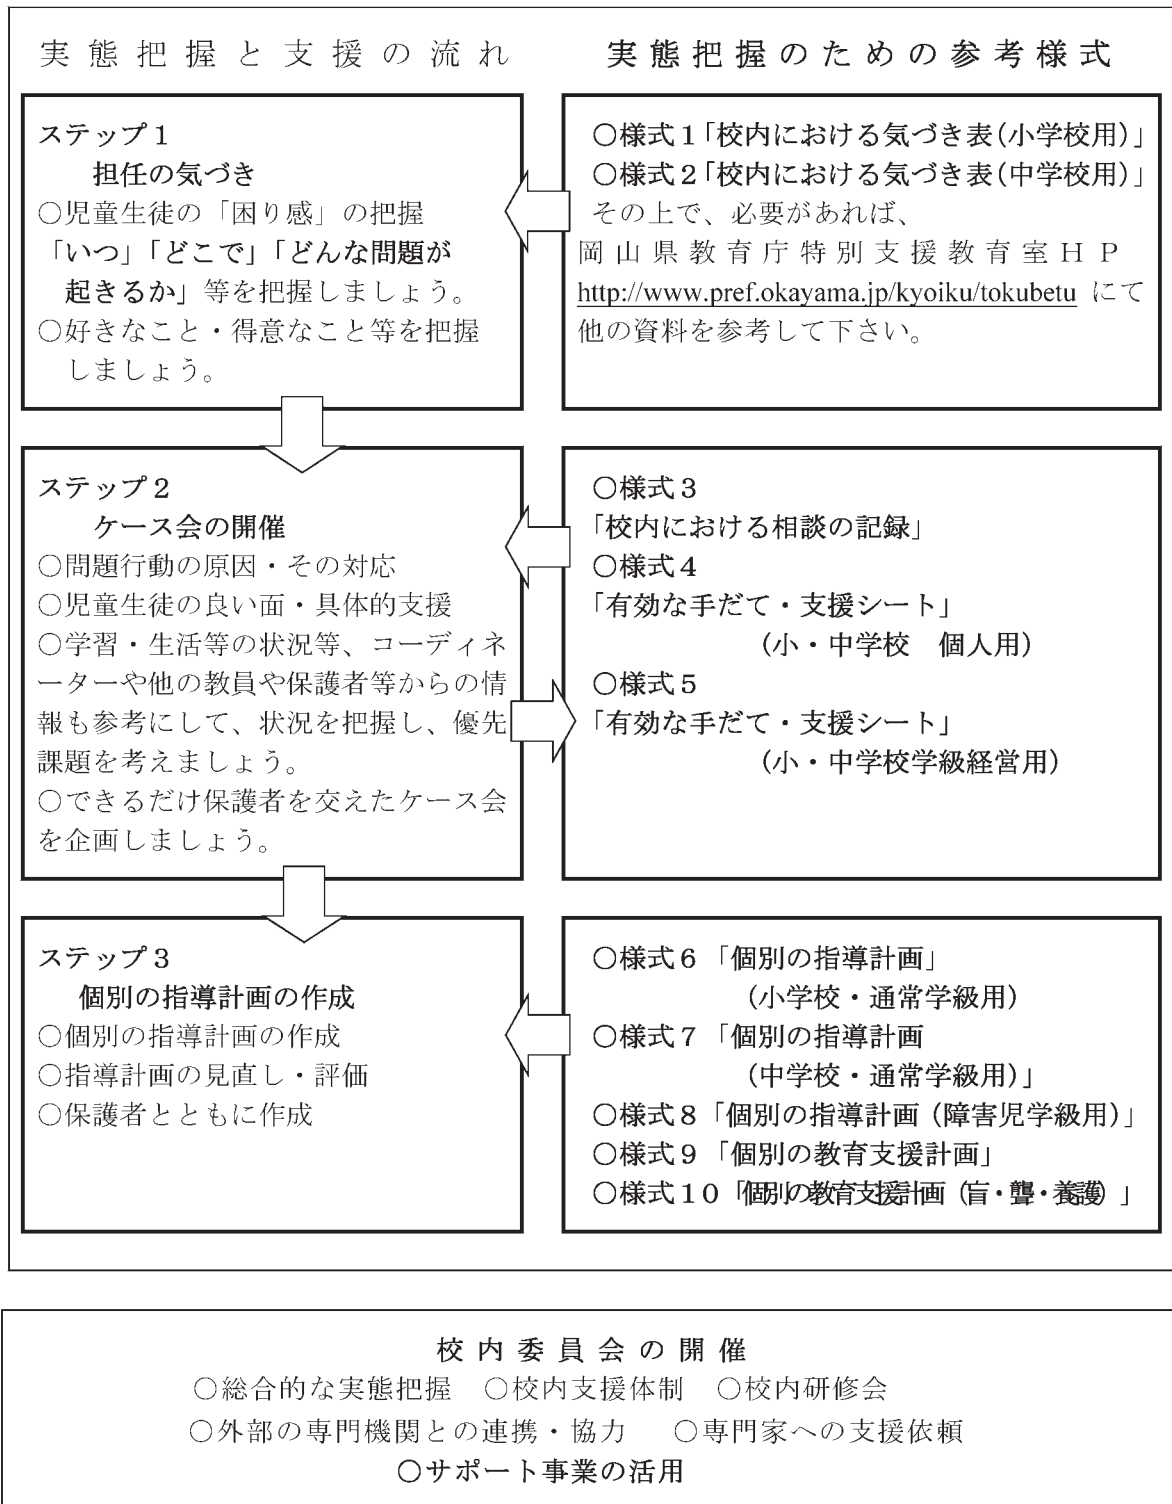 実態把握と支援の流れ
ステップ１
担任の気づき
○児童生徒の「困り感」の把握
「いつ」「どこで」「どんな問題が
起きるか」等を把握しましょう。
○好きなこと・得意なこと等を把握
しましょう。
ステップ２
ケース会の開催
○問題行動の原因・その対応
○児童生徒の良い面・具体的支援
○学習・生活等の状況等、コーディネ
ーターや他の教員や保護者等からの情
報も参考にして、状況を把握し、優先
課題を考えましょう。
○できるだけ保護者を交えたケース会
を企画しましょう。
ステップ３
個別の指導計画の作成
○個別の指導計画の作成
○指導計画の見直し・評価
○保護者とともに作成
実態把握のための参考様式
○様式１「校内における気づき表(小学校用)」
○様式２「校内における気づき表(中学校用)」
その上で、必要があれば、
岡山県教育庁特別支援教育室ＨＰ
http://www.pref.okayama.jp/kyoiku/tokubetu にて
他の資料を参考して下さい。
○様式３
「校内における相談の記録」
○様式４
「有効な手だて・支援シート」
（小・中学校　個人用）
○様式５
「有効な手だて・支援シート」
（小・中学校学級経営用）
○様式６「個別の指導計画」
（小学校・通常学級用）
○様式７「個別の指導計画
（中学校・通常学級用）」
○様式８「個別の指導計画（障害児学級用）」
○様式９「個別の教育支援計画」
○様式１０「個別の教育支援計画（盲・聾・養護）」
校内委員会の開催
○総合的な実態把握　○校内支援体制　○校内研修会
○外部の専門機関との連携・協力　○専門家への支援依頼
○サポート事業の活用